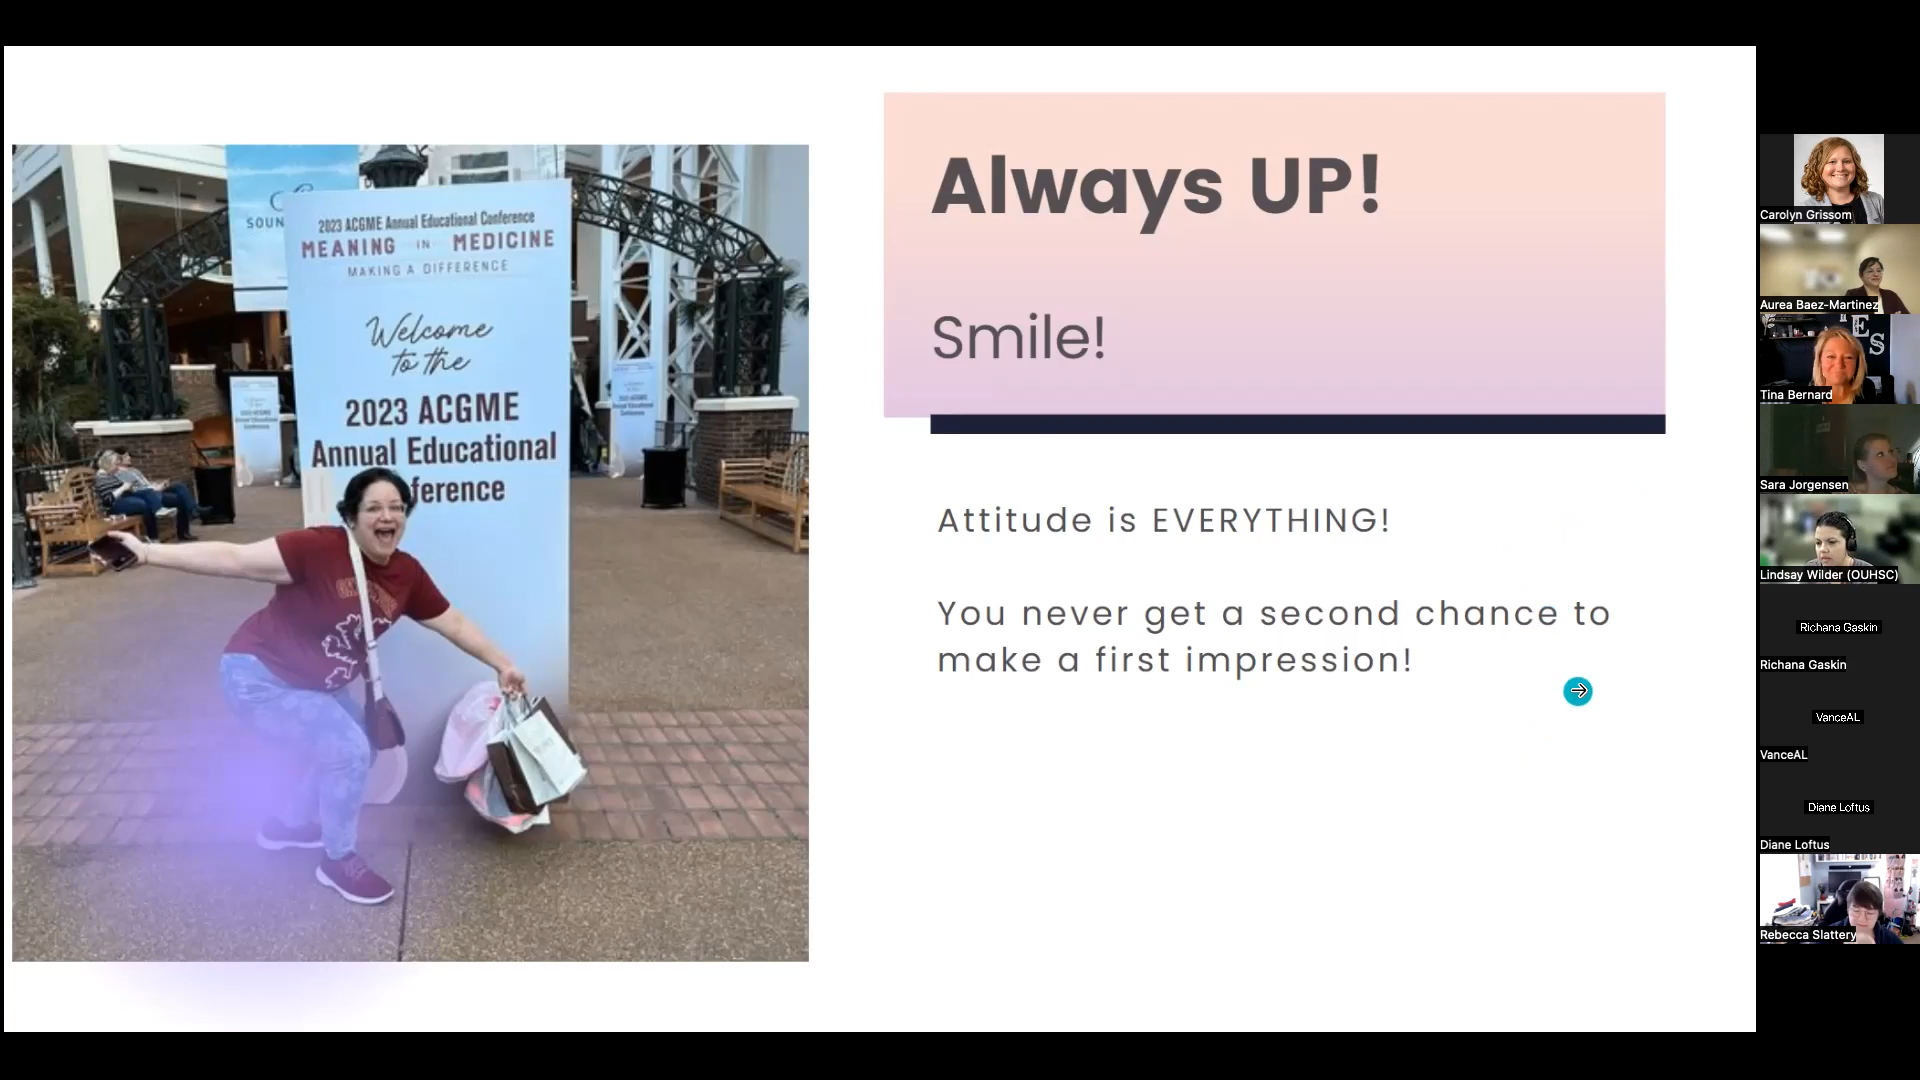 2023 ACGME Annual Educational Conference
MEANING IN MEDICINE
MAKING A DIFFERENCE
Welcome
to the
2023 ACGME
Annual Educational
ference
SOUN
Always UP!
Smile!
Attitude is EVERYTHING!
You never get a second chance to
make a first impression!
Carolyn Grissom
Aurea Baez-Martinez
ES
Tina Bernard
Sara Jorgensen
Lindsay Wilder (OUHSC)
Richana Gaskin
Richana Gaskin
VanceAL
VanceAL
Diane Loftus
Diane Loftus
Rebecca Slattery